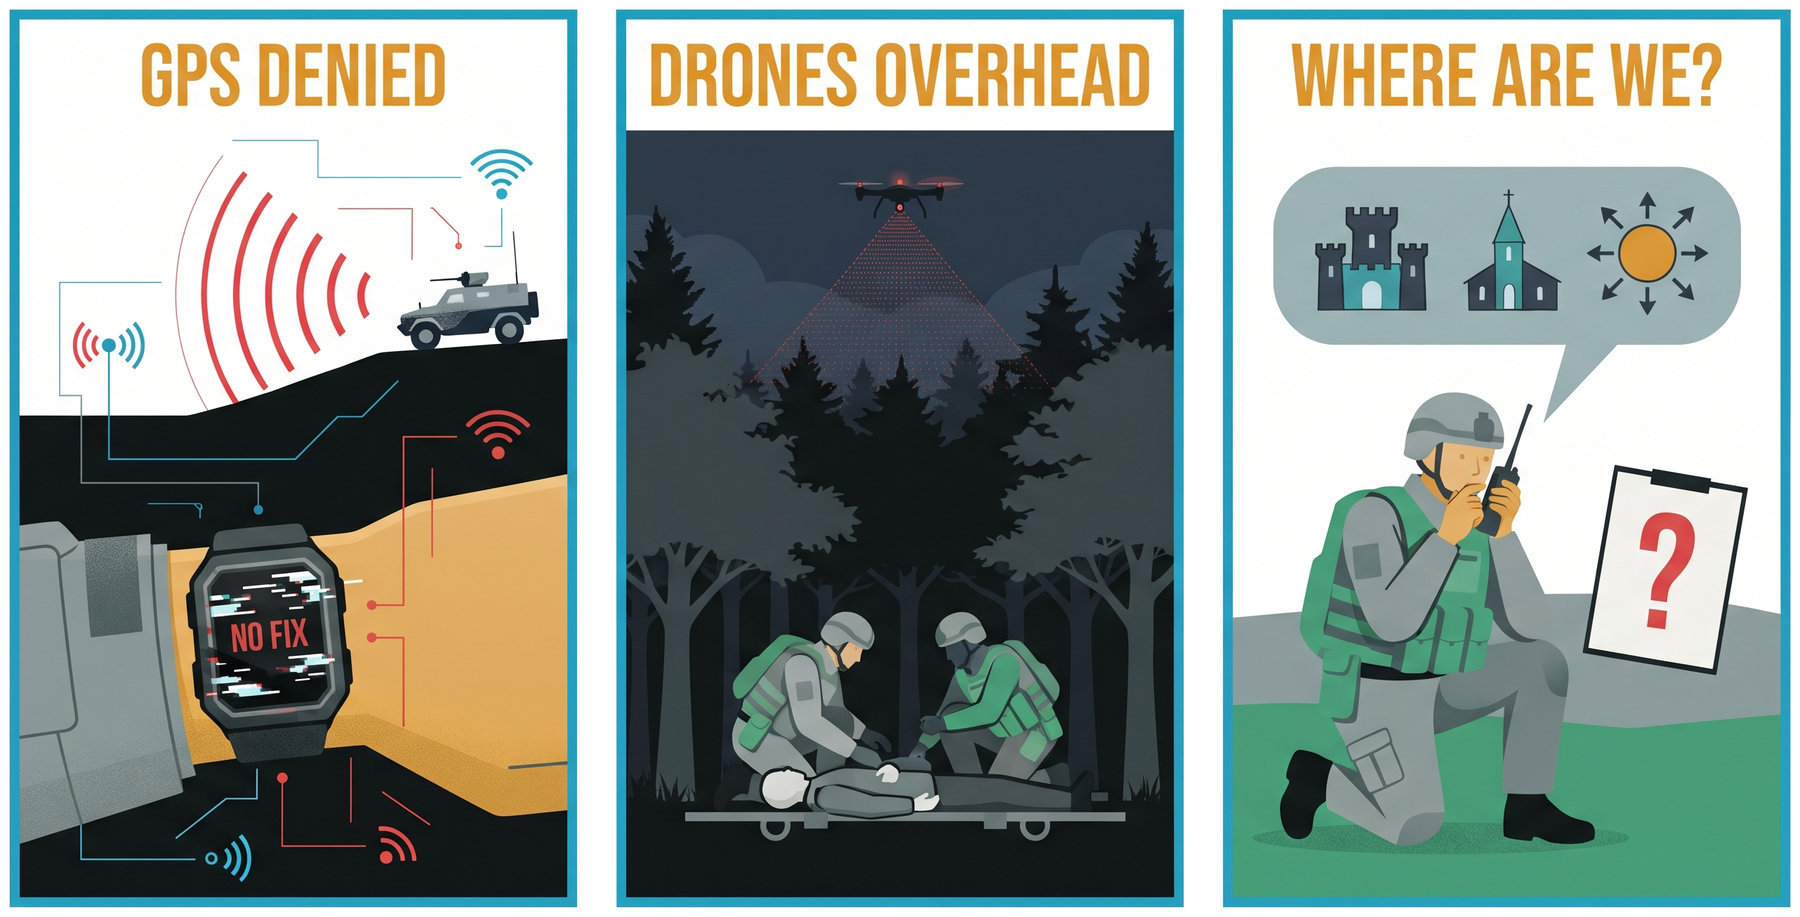 GPS DENIED
NO FIX
DRONES OVERHEAD
WHERE ARE WE?
?